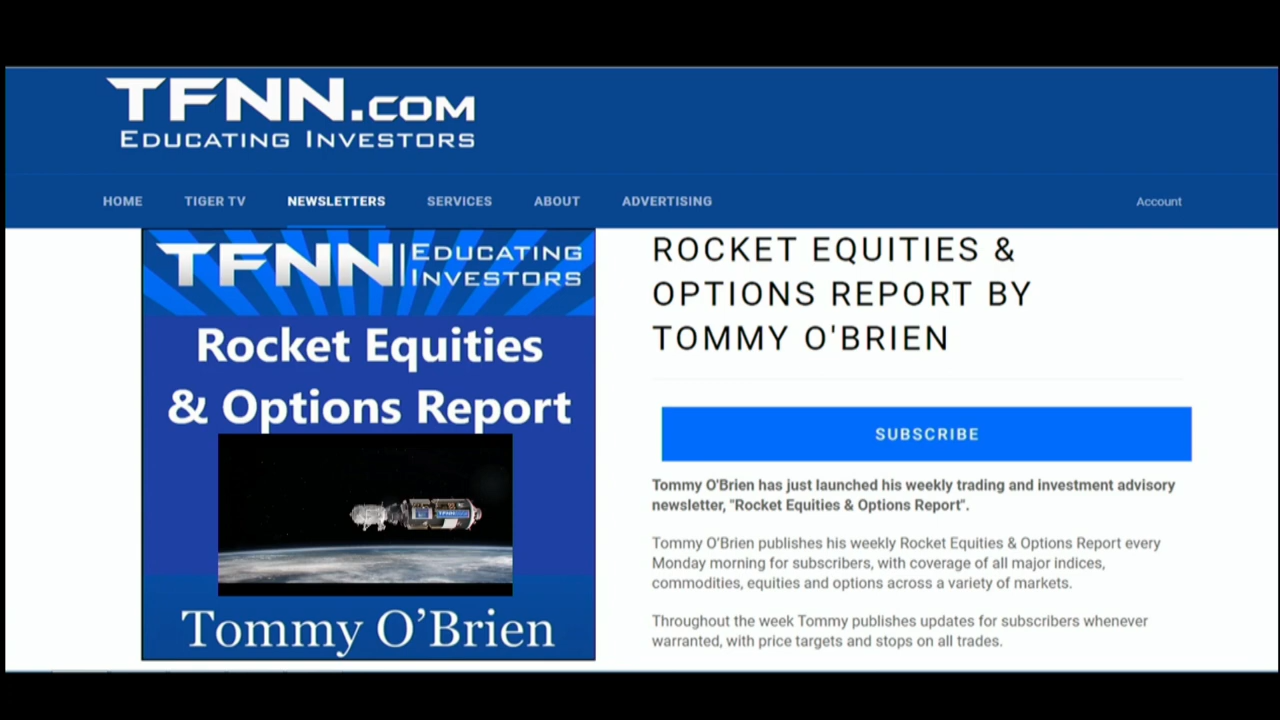 TFNN.COM
EDUCATING INVESTORS
HOME TIGER TV NEWSLETTERS SERVICES ABOUT ADVERTISING Account
TFNN | EDUCATING
INVESTORS
Rocket Equities
& Options Report
TFNN
Tommy O’Brien
ROCKET EQUITIES &
OPTIONS REPORT BY
TOMMY O'BRIEN
SUBSCRIBE
Tommy O'Brien has just launched his weekly trading and investment advisory
newsletter, "Rocket Equities & Options Report".
Tommy O’Brien publishes his weekly Rocket Equities & Options Report every
Monday morning for subscribers, with coverage of all major indices,
commodities, equities and options across a variety of markets.
Throughout the week Tommy publishes updates for subscribers whenever
warranted, with price targets and stops on all trades.